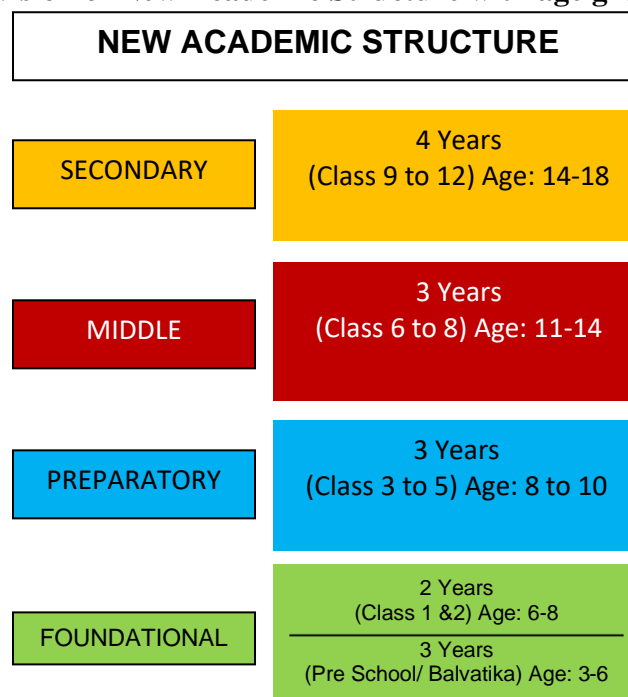 NEW ACADEMIC STRUCTURE
SECONDARY
4 Years
(Class 9 to 12) Age: 14-18
MIDDLE
3 Years
(Class 6 to 8) Age: 11-14
PREPARATORY
3 Years
(Class 3 to 5) Age: 8 to 10
FOUNDATIONAL
2 Years
(Class 1 &2) Age: 6-8
3 Years
(Pre School/ Balvatika) Age: 3-6